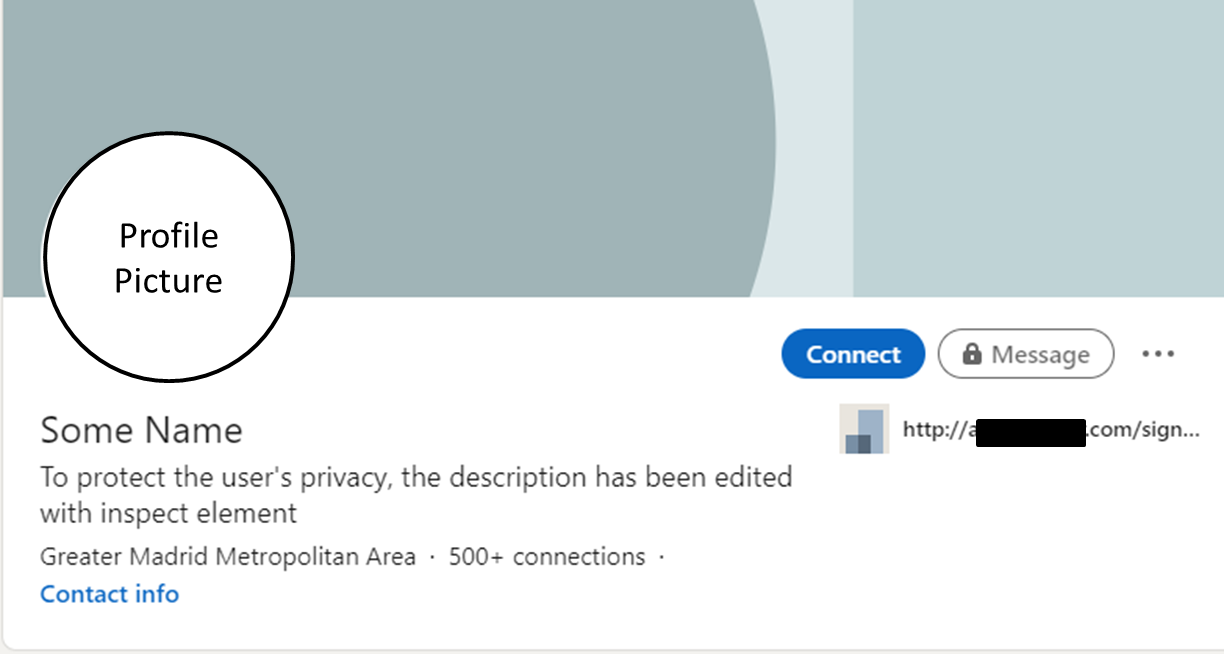 Profile
Picture
Connect
Message
Some Name
http://a .com/sign...
To protect the user's privacy, the description has been edited
with inspect element
Greater Madrid Metropolitan Area · 500+ connections ·
Contact info